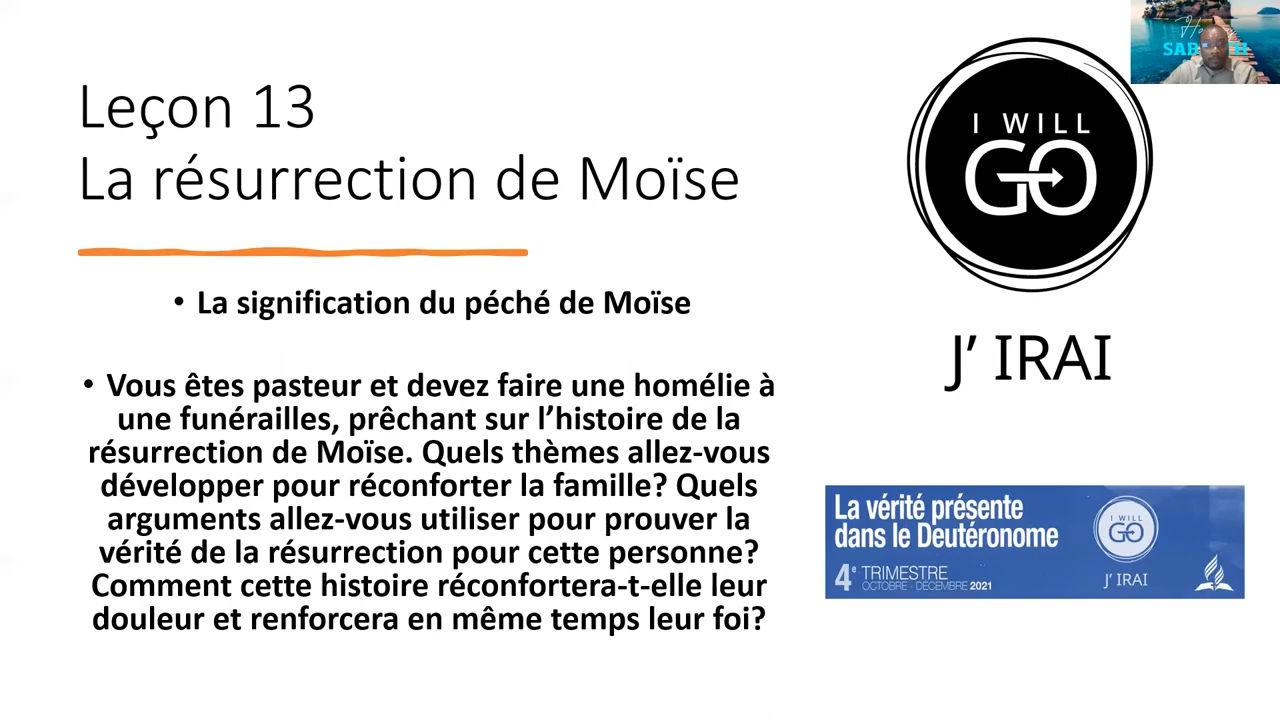 Leçon 13
La résurrection de Moïse
• La signification du péché de Moïse
• Vous êtes pasteur et devez faire une homélie à
une funérailles, prêchant sur l’histoire de la
résurrection de Moïse. Quels thèmes allez-vous
développer pour réconforter la famille? Quels
arguments allez-vous utiliser pour prouver la
vérité de la résurrection pour cette personne?
Comment cette histoire réconfortera-t-elle leur
douleur et renforcera en même temps leur foi?
I WILL
GO
J’ IRAI
La vérité présente
dans le Deutéronome
4e TRIMESTRE
OCTOBRE - DÉCEMBRE 2021
I WILL
GO
J’ IRAI